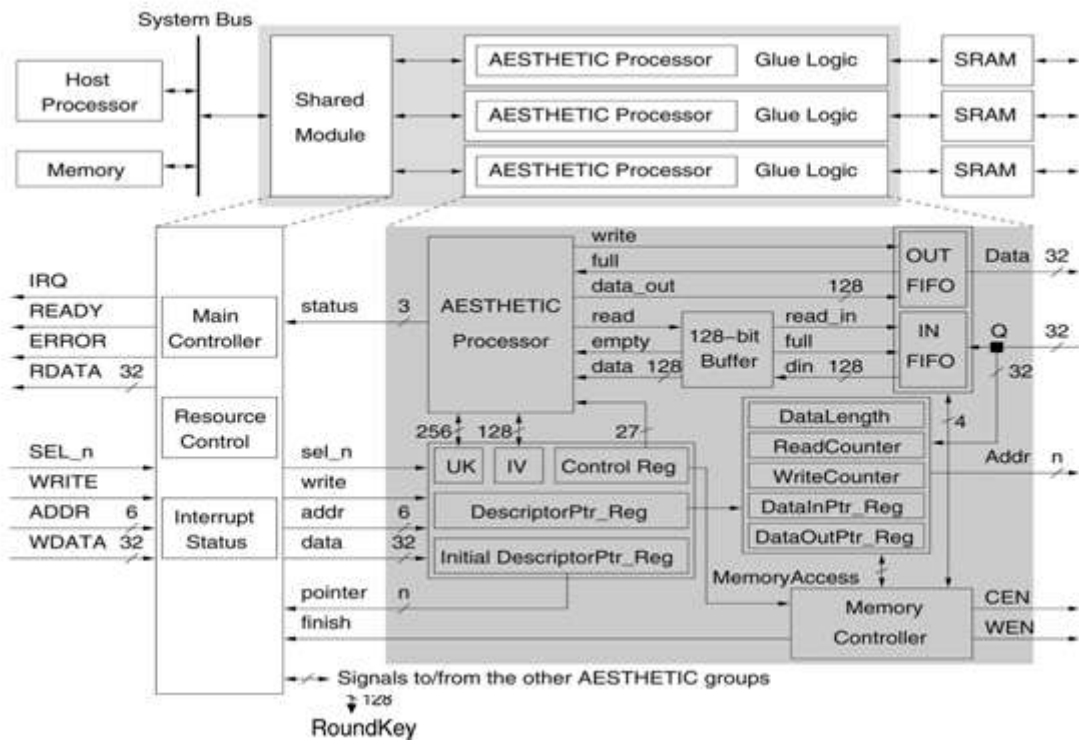 System Bus
Host
Processor
Memory
Shared
Module
AESTHETIC Processor Glue Logic
SRAM
AESTHETIC Processor Glue Logic
SRAM
AESTHETIC Processor Glue Logic
SRAM
IRQ
READY
ERROR
RDATA 32
SEL_n
WRITE
ADDR 6
WDATA 32
Main
Controller
Resource
Control
Interrupt
Status
status 3
sel_n
write
addr 6
data 32
pointer n
finish
AESTHETIC
Processor
write
full
data_out 128
read
empty
data 128
128-bit
Buffer
read_in
full
din 128
OUT
FIFO
IN
FIFO
Data 32
Q 32
32
256 128 27
UK IV Control Reg
DescriptorPtr_Reg
Initial DescriptorPtr_Reg
DataLength
ReadCounter
WriteCounter
DataInPtr_Reg
DataOutPtr_Reg
4
Addr n
MemoryAccess
Memory
Controller
CEN
WEN
Signals to/from the other AESTHETIC groups
128
RoundKey